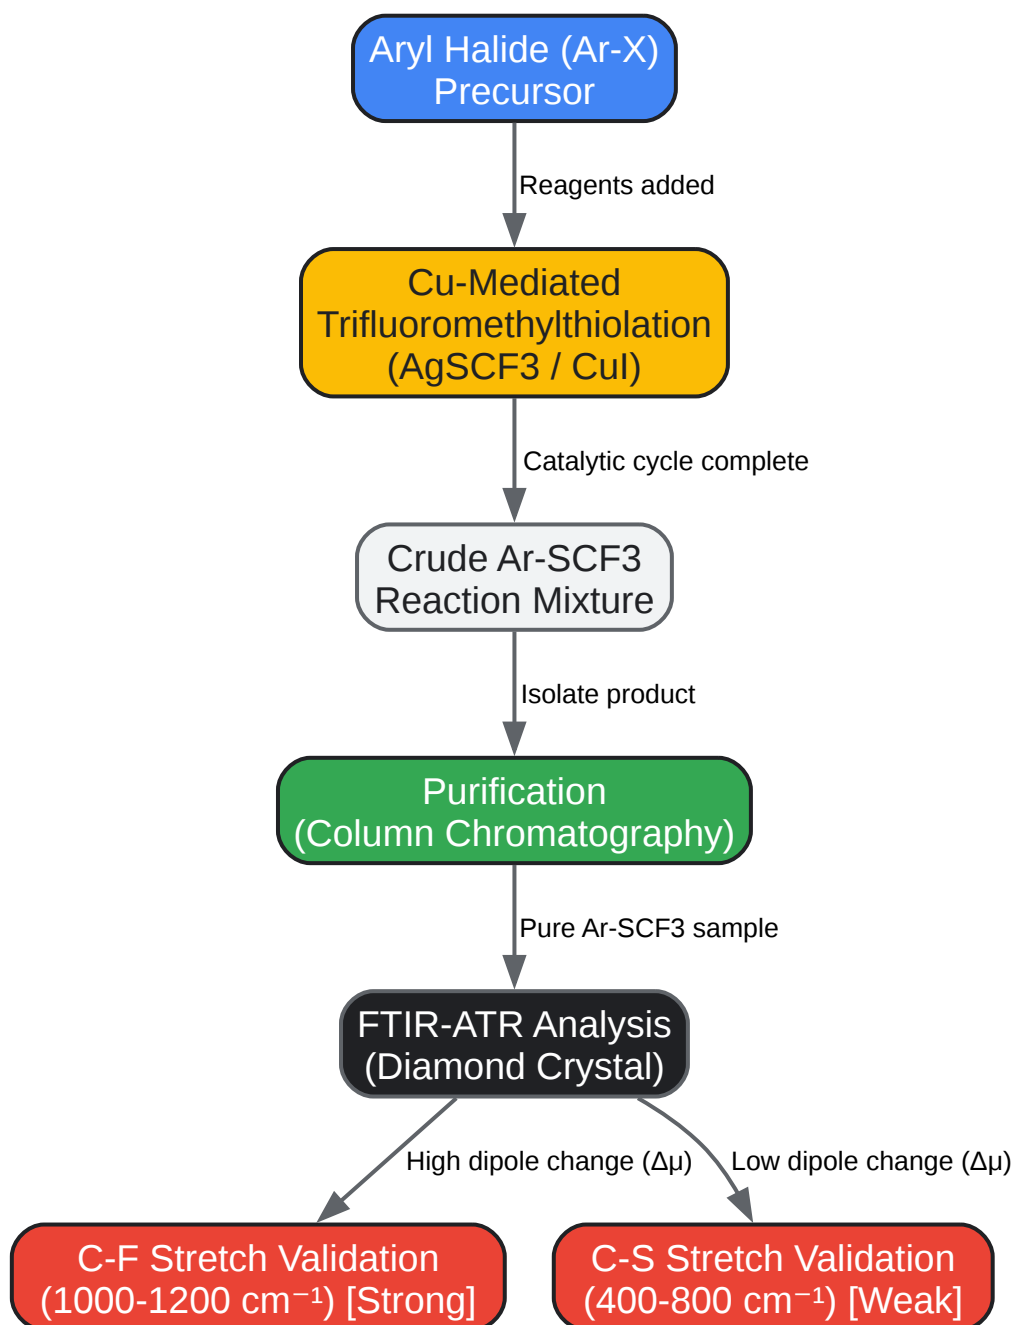 Aryl Halide (Ar-X)
Precursor
Reagents added
Cu-Mediated
Trifluoromethylthiolation
(AgSCF3 / CuI)
Catalytic cycle complete
Crude Ar-SCF3
Reaction Mixture
Isolate product
Purification
(Column Chromatography)
Pure Ar-SCF3 sample
FTIR-ATR Analysis
(Diamond Crystal)
High dipole change (Δμ)
Low dipole change (Δμ)
C-F Stretch Validation
(1000-1200 cm⁻¹) [Strong]
C-S Stretch Validation
(400-800 cm⁻¹) [Weak]